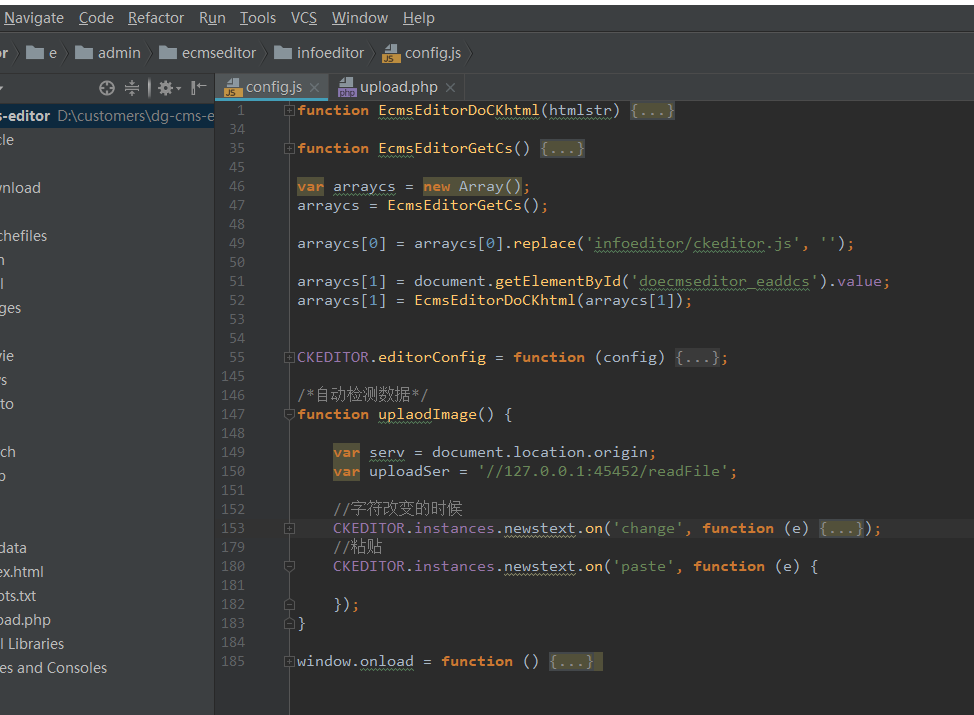 Navigate Code Refactor Run Tools VCS Window Help
or e admin ecmseditor infoeditor config.js
config.js upload.php
s-editor D:\customers\dg-cms-e
cle
wnload
chefiles
n
l
ges
vie
ys
to
rch
p
data
ex.html
ots.txt
oad.php
l Libraries
es and Consoles
1 function EcmsEditorDoCKhtml(htmlstr) {...}
34
35 function EcmsEditorGetCs() {...}
45
46 var arraycs = new Array();
47 arraycs = EcmsEditorGetCs();
48
49 arraycs[0] = arraycs[0].replace('infoeditor/ckeditor.js', '');
50
51 arraycs[1] = document.getElementById('doecmseditor_eaddcs').value;
52 arraycs[1] = EcmsEditorDoCKhtml(arraycs[1]);
53
54
55 CKEDITOR.editorConfig = function (config) {...};
145
146 /*自动检测数据*/
147 function uplaodImage() {
148
149 var serv = document.location.origin;
150 var uploadSer = '//127.0.0.1:45452/readFile';
151
152 //字符改变的时候
153 CKEDITOR.instances.newstext.on('change', function (e) {...});
179 //粘贴
180 CKEDITOR.instances.newstext.on('paste', function (e) {
181
182 });
183 }
184
185 window.onload = function () {...}